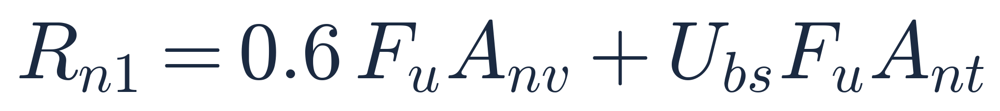 R_{n1} = 0.6 F_u A_{nv} + U_{bs} F_u A_{nt}